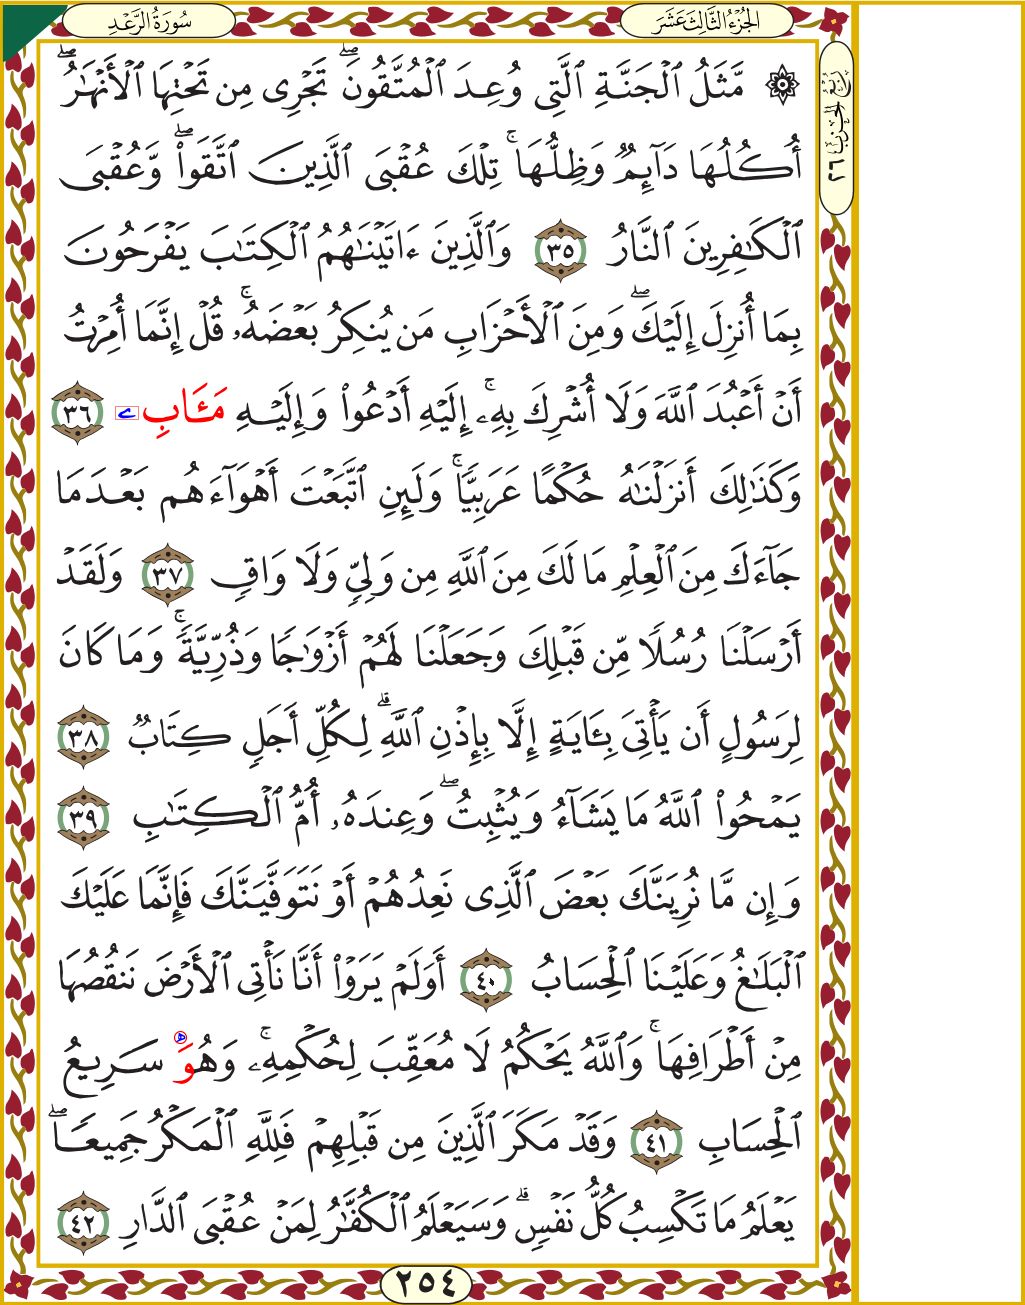 سُورَةُ الرَّعْدِ
الجُزْءُ الثَّالِثَ عَشَرَ
۞ مَّثَلُ ٱلْجَنَّةِ ٱلَّتِى وُعِدَ ٱلْمُتَّقُونَۖ تَجْرِى مِن تَحْتِهَا ٱلْأَنْهَٰرُۖ
أُكُلُهَا دَآئِمٌ وَظِلُّهَاۚ تِلْكَ عُقْبَى ٱلَّذِينَ ٱتَّقَوا۟ۖ وَّعُقْبَى
ٱلْكَٰفِرِينَ ٱلنَّارُ ٣٥ وَٱلَّذِينَ ءَاتَيْنَٰهُمُ ٱلْكِتَٰبَ يَفْرَحُونَ
بِمَآ أُنزِلَ إِلَيْكَۖ وَمِنَ ٱلْأَحْزَابِ مَن يُنكِرُ بَعْضَهُۥۚ قُلْ إِنَّمَآ أُمِرْتُ
أَنْ أَعْبُدَ ٱللَّهَ وَلَآ أُشْرِكَ بِهِۦۚ إِلَيْهِ أَدْعُوا۟ وَإِلَيْهِ مَـَٔابِ ے ٣٦
وَكَذَٰلِكَ أَنزَلْنَٰهُ حُكْمًا عَرَبِيًّاۚ وَلَئِنِ ٱتَّبَعْتَ أَهْوَآءَهُم بَعْدَمَا
جَآءَكَ مِنَ ٱلْعِلْمِ مَا لَكَ مِنَ ٱللَّهِ مِن وَلِىٍّ وَلَا وَاقٍ ٣٧ وَلَقَدْ
أَرْسَلْنَا رُسُلًا مِّن قَبْلِكَ وَجَعَلْنَا لَهُمْ أَزْوَٰجًا وَذُرِّيَّةًۚ وَمَا كَانَ
لِرَسُولٍ أَن يَأْتِىَ بِـَٔايَةٍ إِلَّا بِإِذْنِ ٱللَّهِۗ لِكُلِّ أَجَلٍ كِتَابٌ ٣٨
يَمْحُوا۟ ٱللَّهُ مَا يَشَآءُ وَيُثْبِتُۖ وَعِندَهُۥٓ أُمُّ ٱلْكِتَٰبِ ٣٩
وَإِن مَّا نُرِيَنَّكَ بَعْضَ ٱلَّذِى نَعِدُهُمْ أَوْ نَتَوَفَّيَنَّكَ فَإِنَّمَا عَلَيْكَ
ٱلْبَلَٰغُ وَعَلَيْنَا ٱلْحِسَابُ ٤٠ أَوَلَمْ يَرَوْا۟ أَنَّا نَأْتِى ٱلْأَرْضَ نَنقُصُهَا
مِنْ أَطْرَافِهَاۚ وَٱللَّهُ يَحْكُمُ لَا مُعَقِّبَ لِحُكْمِهِۦۚ وَهُوَ ه سَرِيعُ
ٱلْحِسَابِ ٤١ وَقَدْ مَكَرَ ٱلَّذِينَ مِن قَبْلِهِمْ فَلِلَّهِ ٱلْمَكْرُ جَمِيعًاۖ
يَعْلَمُ مَا تَكْسِبُ كُلُّ نَفْسٍۗ وَسَيَعْلَمُ ٱلْكُفَّٰرُ لِمَنْ عُقْبَى ٱلدَّارِ ٤٢
رُبْعُ الحِزْبِ ٢٦
٢٥٤